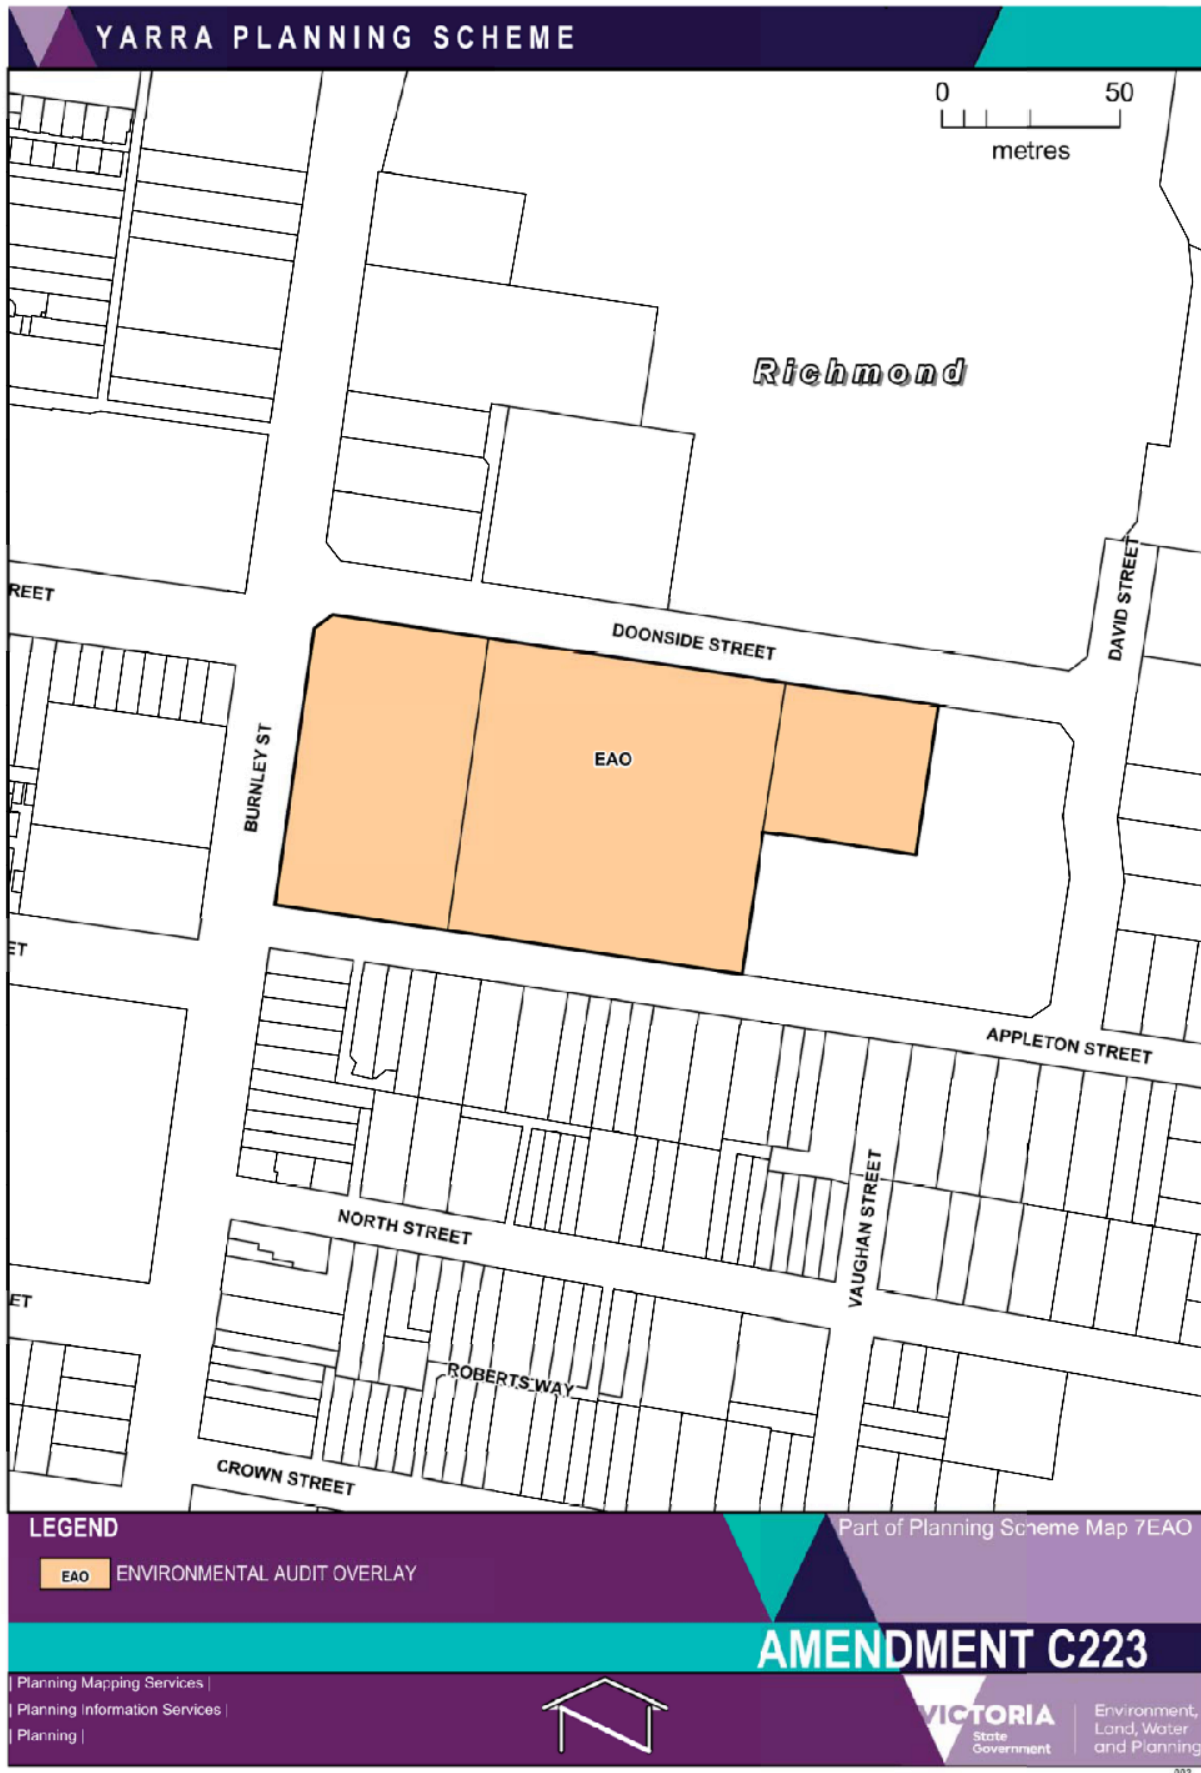 YARRA PLANNING SCHEME
0 50
metres
Richmond
DAVID STREET
REET
DOONSIDE STREET
BURNLEY ST
EAO
ET
APPLETON STREET
VAUGHAN STREET
NORTH STREET
ET
ROBERTS WAY
CROWN STREET
LEGEND
Part of Planning Scheme Map 7EAO
EAO ENVIRONMENTAL AUDIT OVERLAY
AMENDMENT C223
| Planning Mapping Services |
| Planning Information Services |
| Planning |
VICTORIA
State
Government
Environment,
Land, Water
and Planning